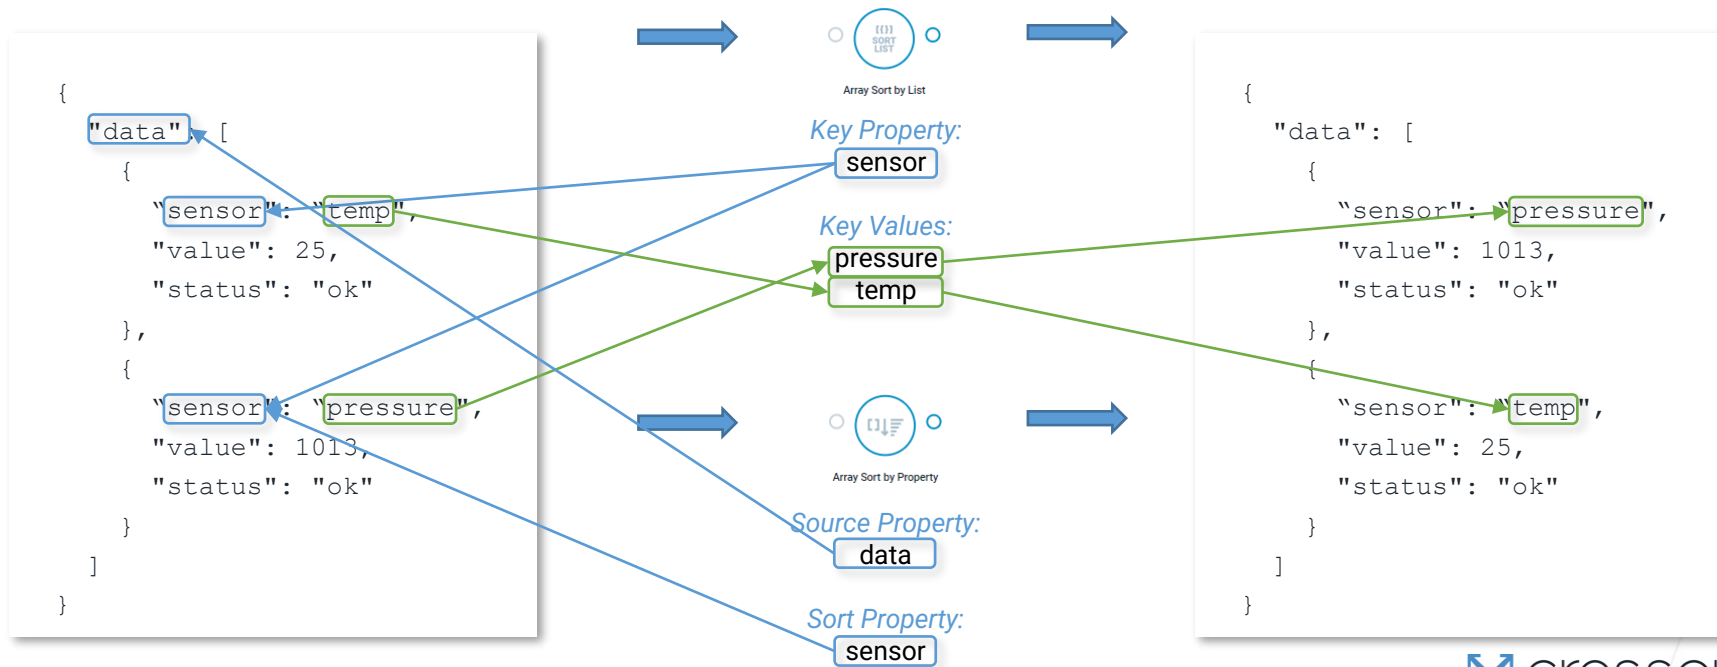 {
"data": [
{
"sensor": "temp",
"value": 25,
"status": "ok"
},
{
"sensor": "pressure",
"value": 1013,
"status": "ok"
}
]
}
[{}]
SORT
LIST
Array Sort by List
Key Property:
sensor
Key Values:
pressure
temp
Array Sort by Property
Source Property:
data
Sort Property:
sensor
{
"data": [
{
"sensor": "pressure",
"value": 1013,
"status": "ok"
},
{
"sensor": "temp",
"value": 25,
"status": "ok"
}
]
}